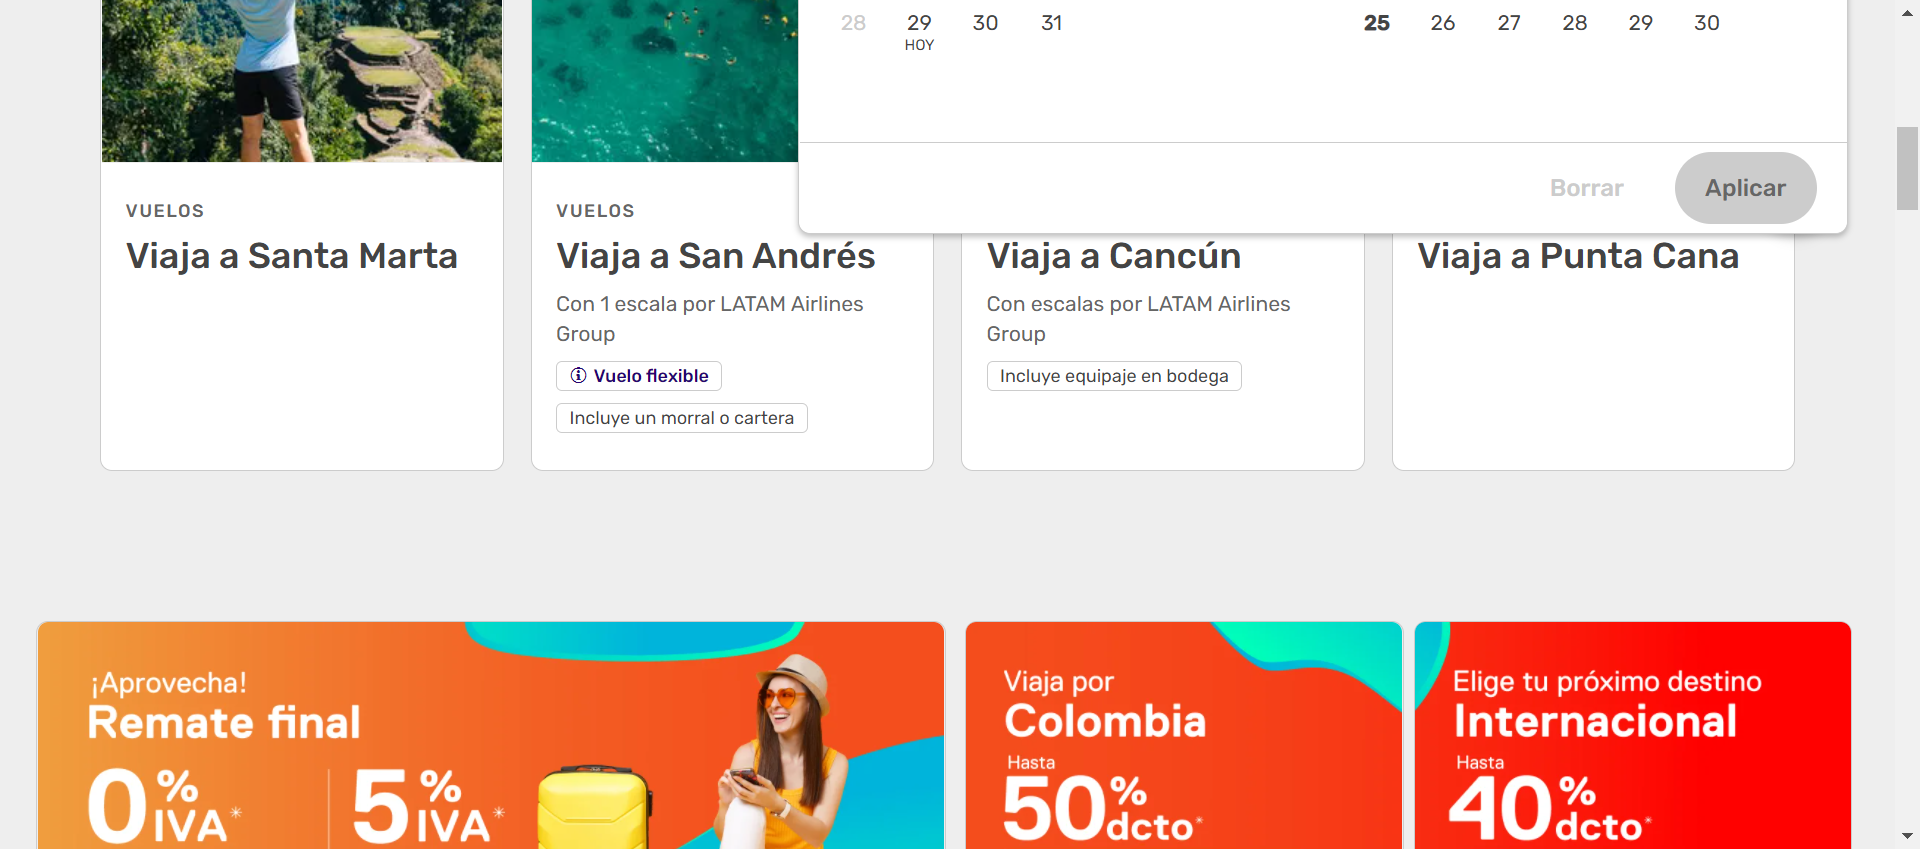 28 29 30 31 25 26 27 28 29 30
HOY
Borrar Aplicar
VUELOS
Viaja a Santa Marta
VUELOS
Viaja a San Andrés
Con 1 escala por LATAM Airlines
Group
Vuelo flexible
Incluye un morral o cartera
Viaja a Cancún
Con escalas por LATAM Airlines
Group
Incluye equipaje en bodega
Viaja a Punta Cana
¡Aprovecha!
Remate final
0% IVA* 5% IVA*
Viaja por
Colombia
Hasta
50% dcto*
Elige tu próximo destino
Internacional
Hasta
40% dcto*